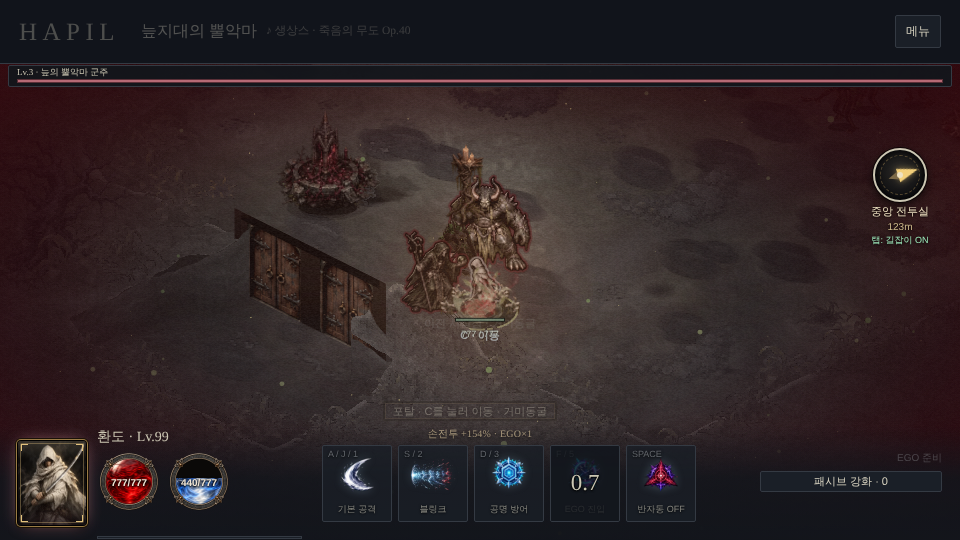 HAPIL
늪지대의 뿔악마 ♪ 생상스 · 죽음의 무도 Op.40
메뉴
Lv.3 · 늪의 뿔악마 군주
중앙 전투실
123m
탭: 길잡이 ON
이동
포탈 · C를 눌러 이동 · 거미동굴
손전투 +154% · EGO×1
환도 · Lv.99
777/777
440/777
A / J / 1
기본 공격
S / 2
블링크
D / 3
공명 방어
0.7
EGO 진입
SPACE
반자동 OFF
EGO 준비
패시브 강화 · 0